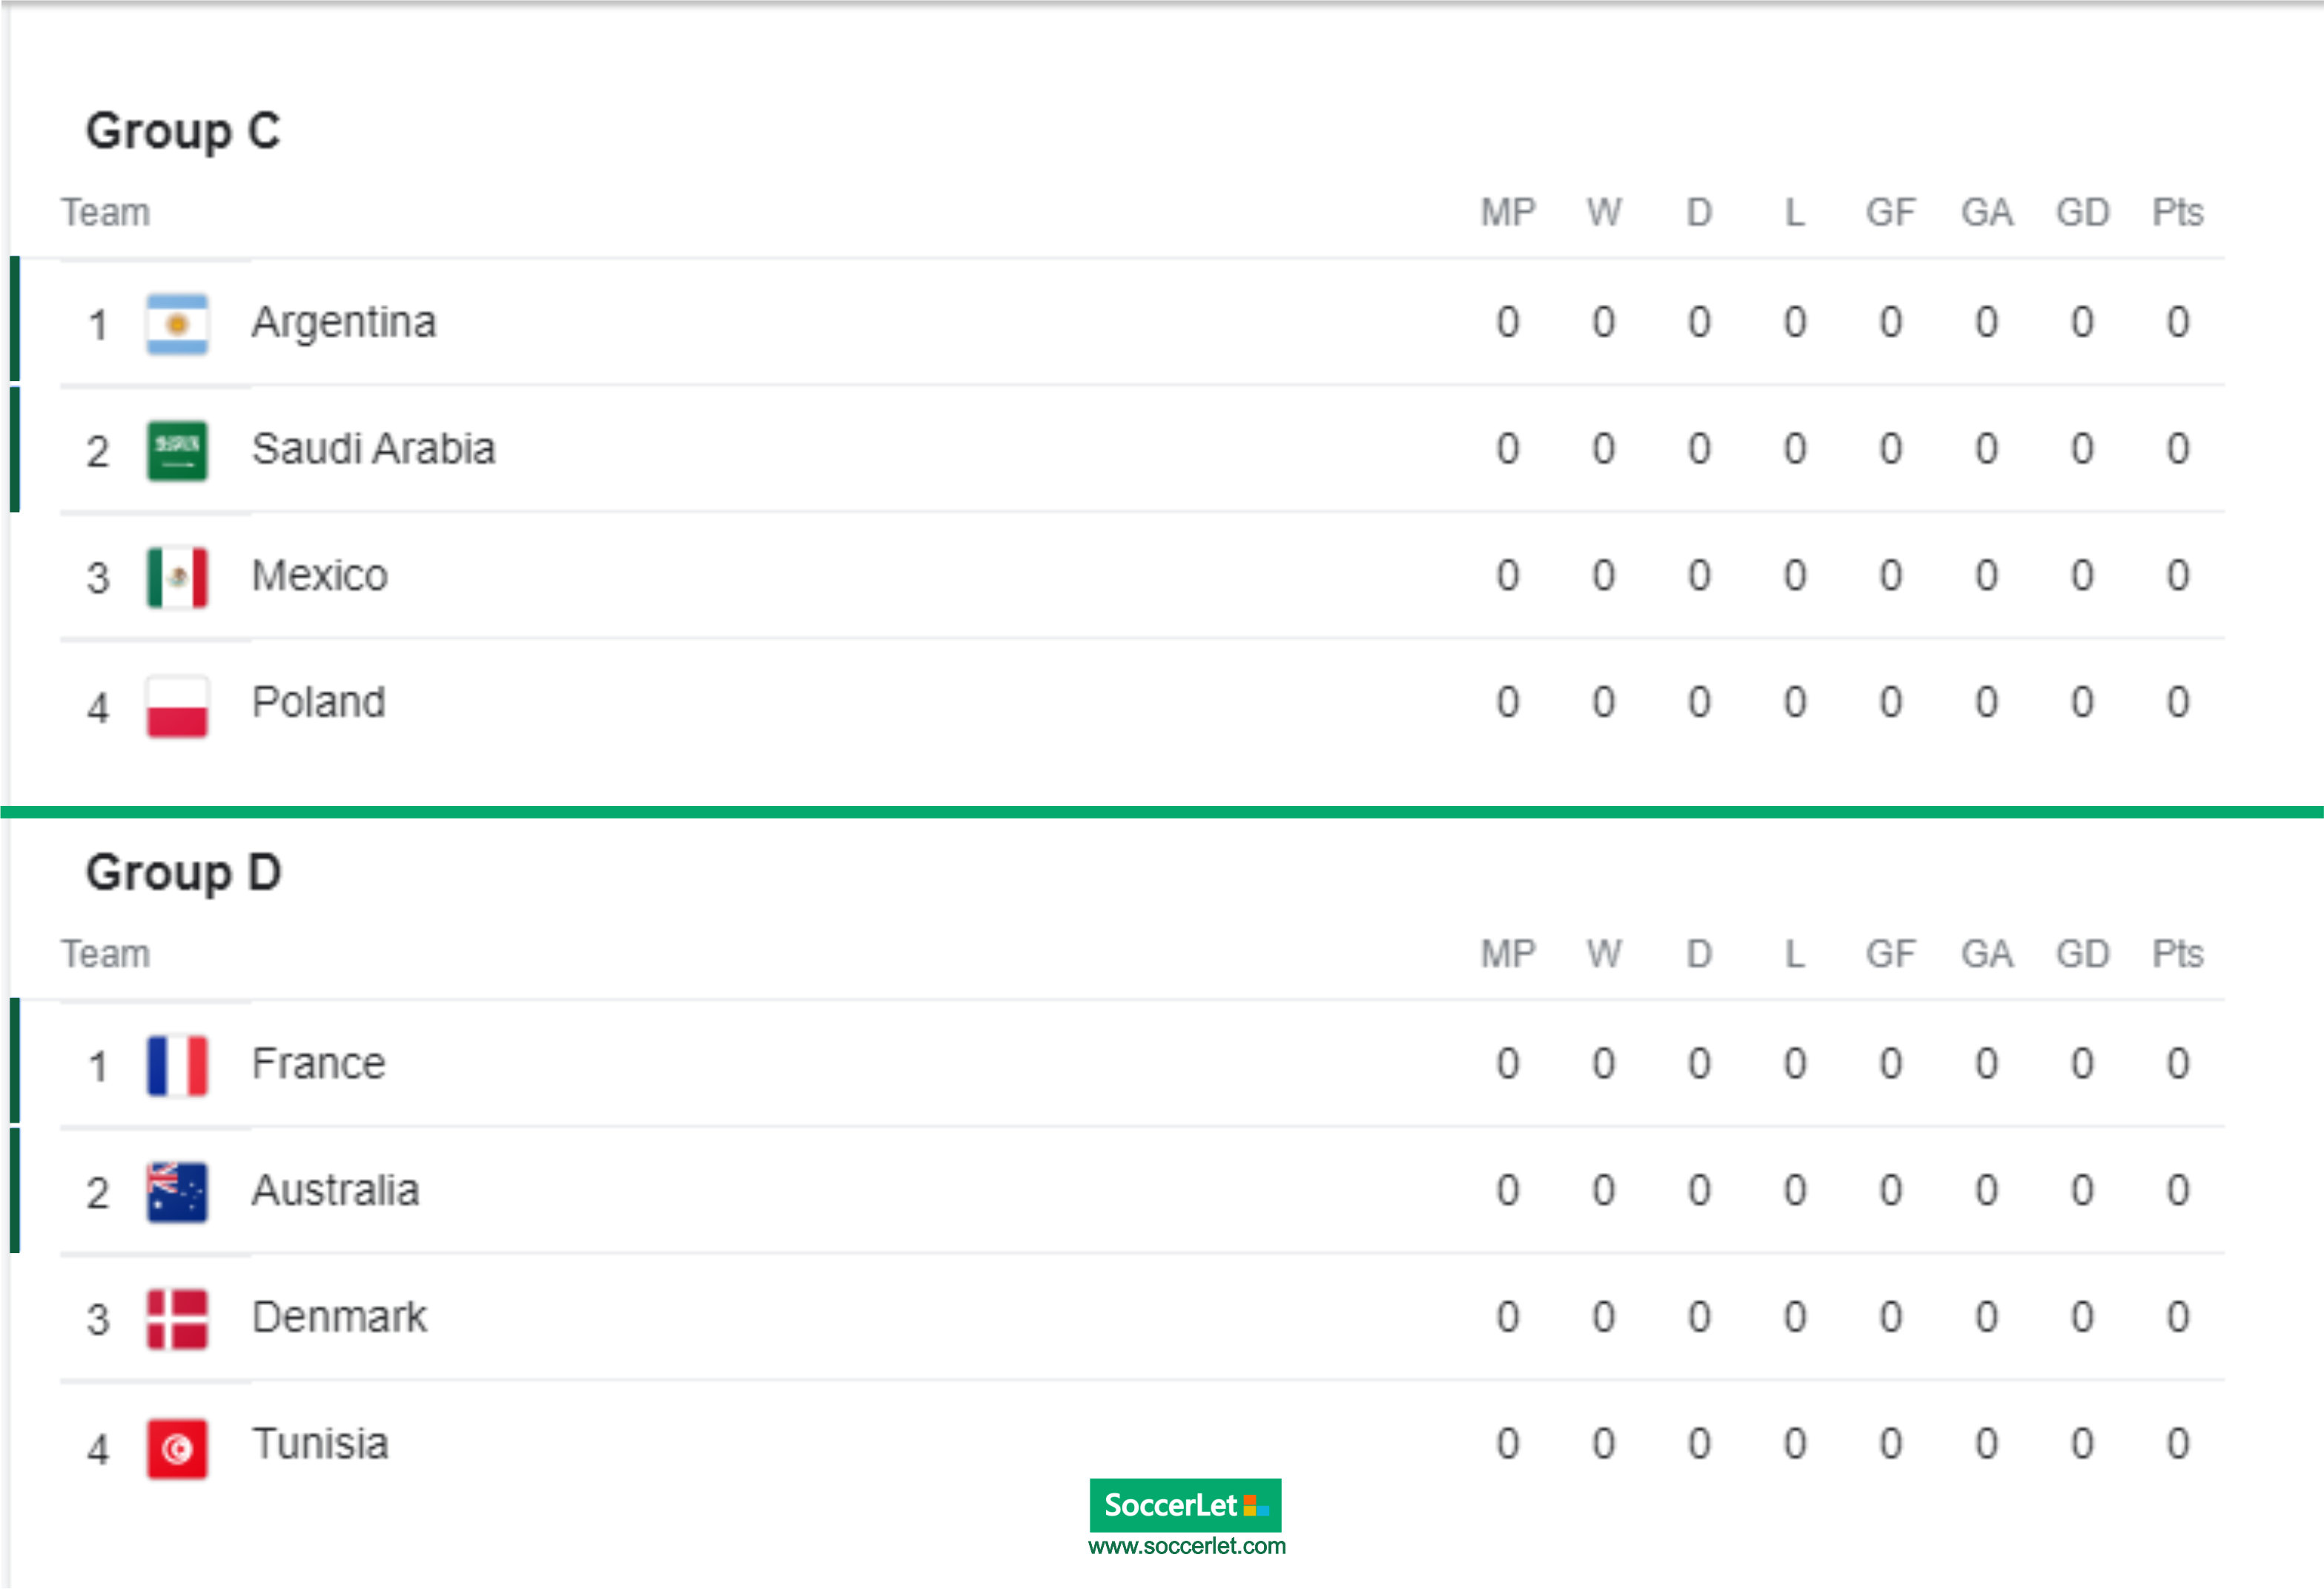 Group C
Team MP W D L GF GA GD Pts
1 Argentina 0 0 0 0 0 0 0 0
2 Saudi Arabia 0 0 0 0 0 0 0 0
3 Mexico 0 0 0 0 0 0 0 0
4 Poland 0 0 0 0 0 0 0 0
Group D
Team MP W D L GF GA GD Pts
1 France 0 0 0 0 0 0 0 0
2 Australia 0 0 0 0 0 0 0 0
3 Denmark 0 0 0 0 0 0 0 0
4 Tunisia 0 0 0 0 0 0 0 0
SoccerLet
www.soccerlet.com